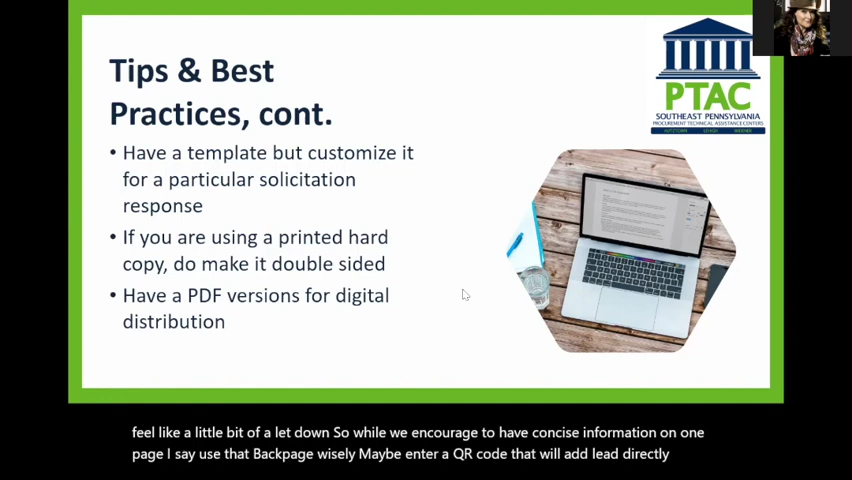 Tips & Best
Practices, cont.
• Have a template but customize it
for a particular solicitation
response
• If you are using a printed hard
copy, do make it double sided
• Have a PDF versions for digital
distribution
PTAC
SOUTHEAST PENNSYLVANIA
PROCUREMENT TECHNICAL ASSISTANCE CENTERS
KUTZTOWN LEHIGH WIDENER
feel like a little bit of a let down So while we encourage to have concise information on one
page I say use that Backpage wisely Maybe enter a QR code that will add lead directly